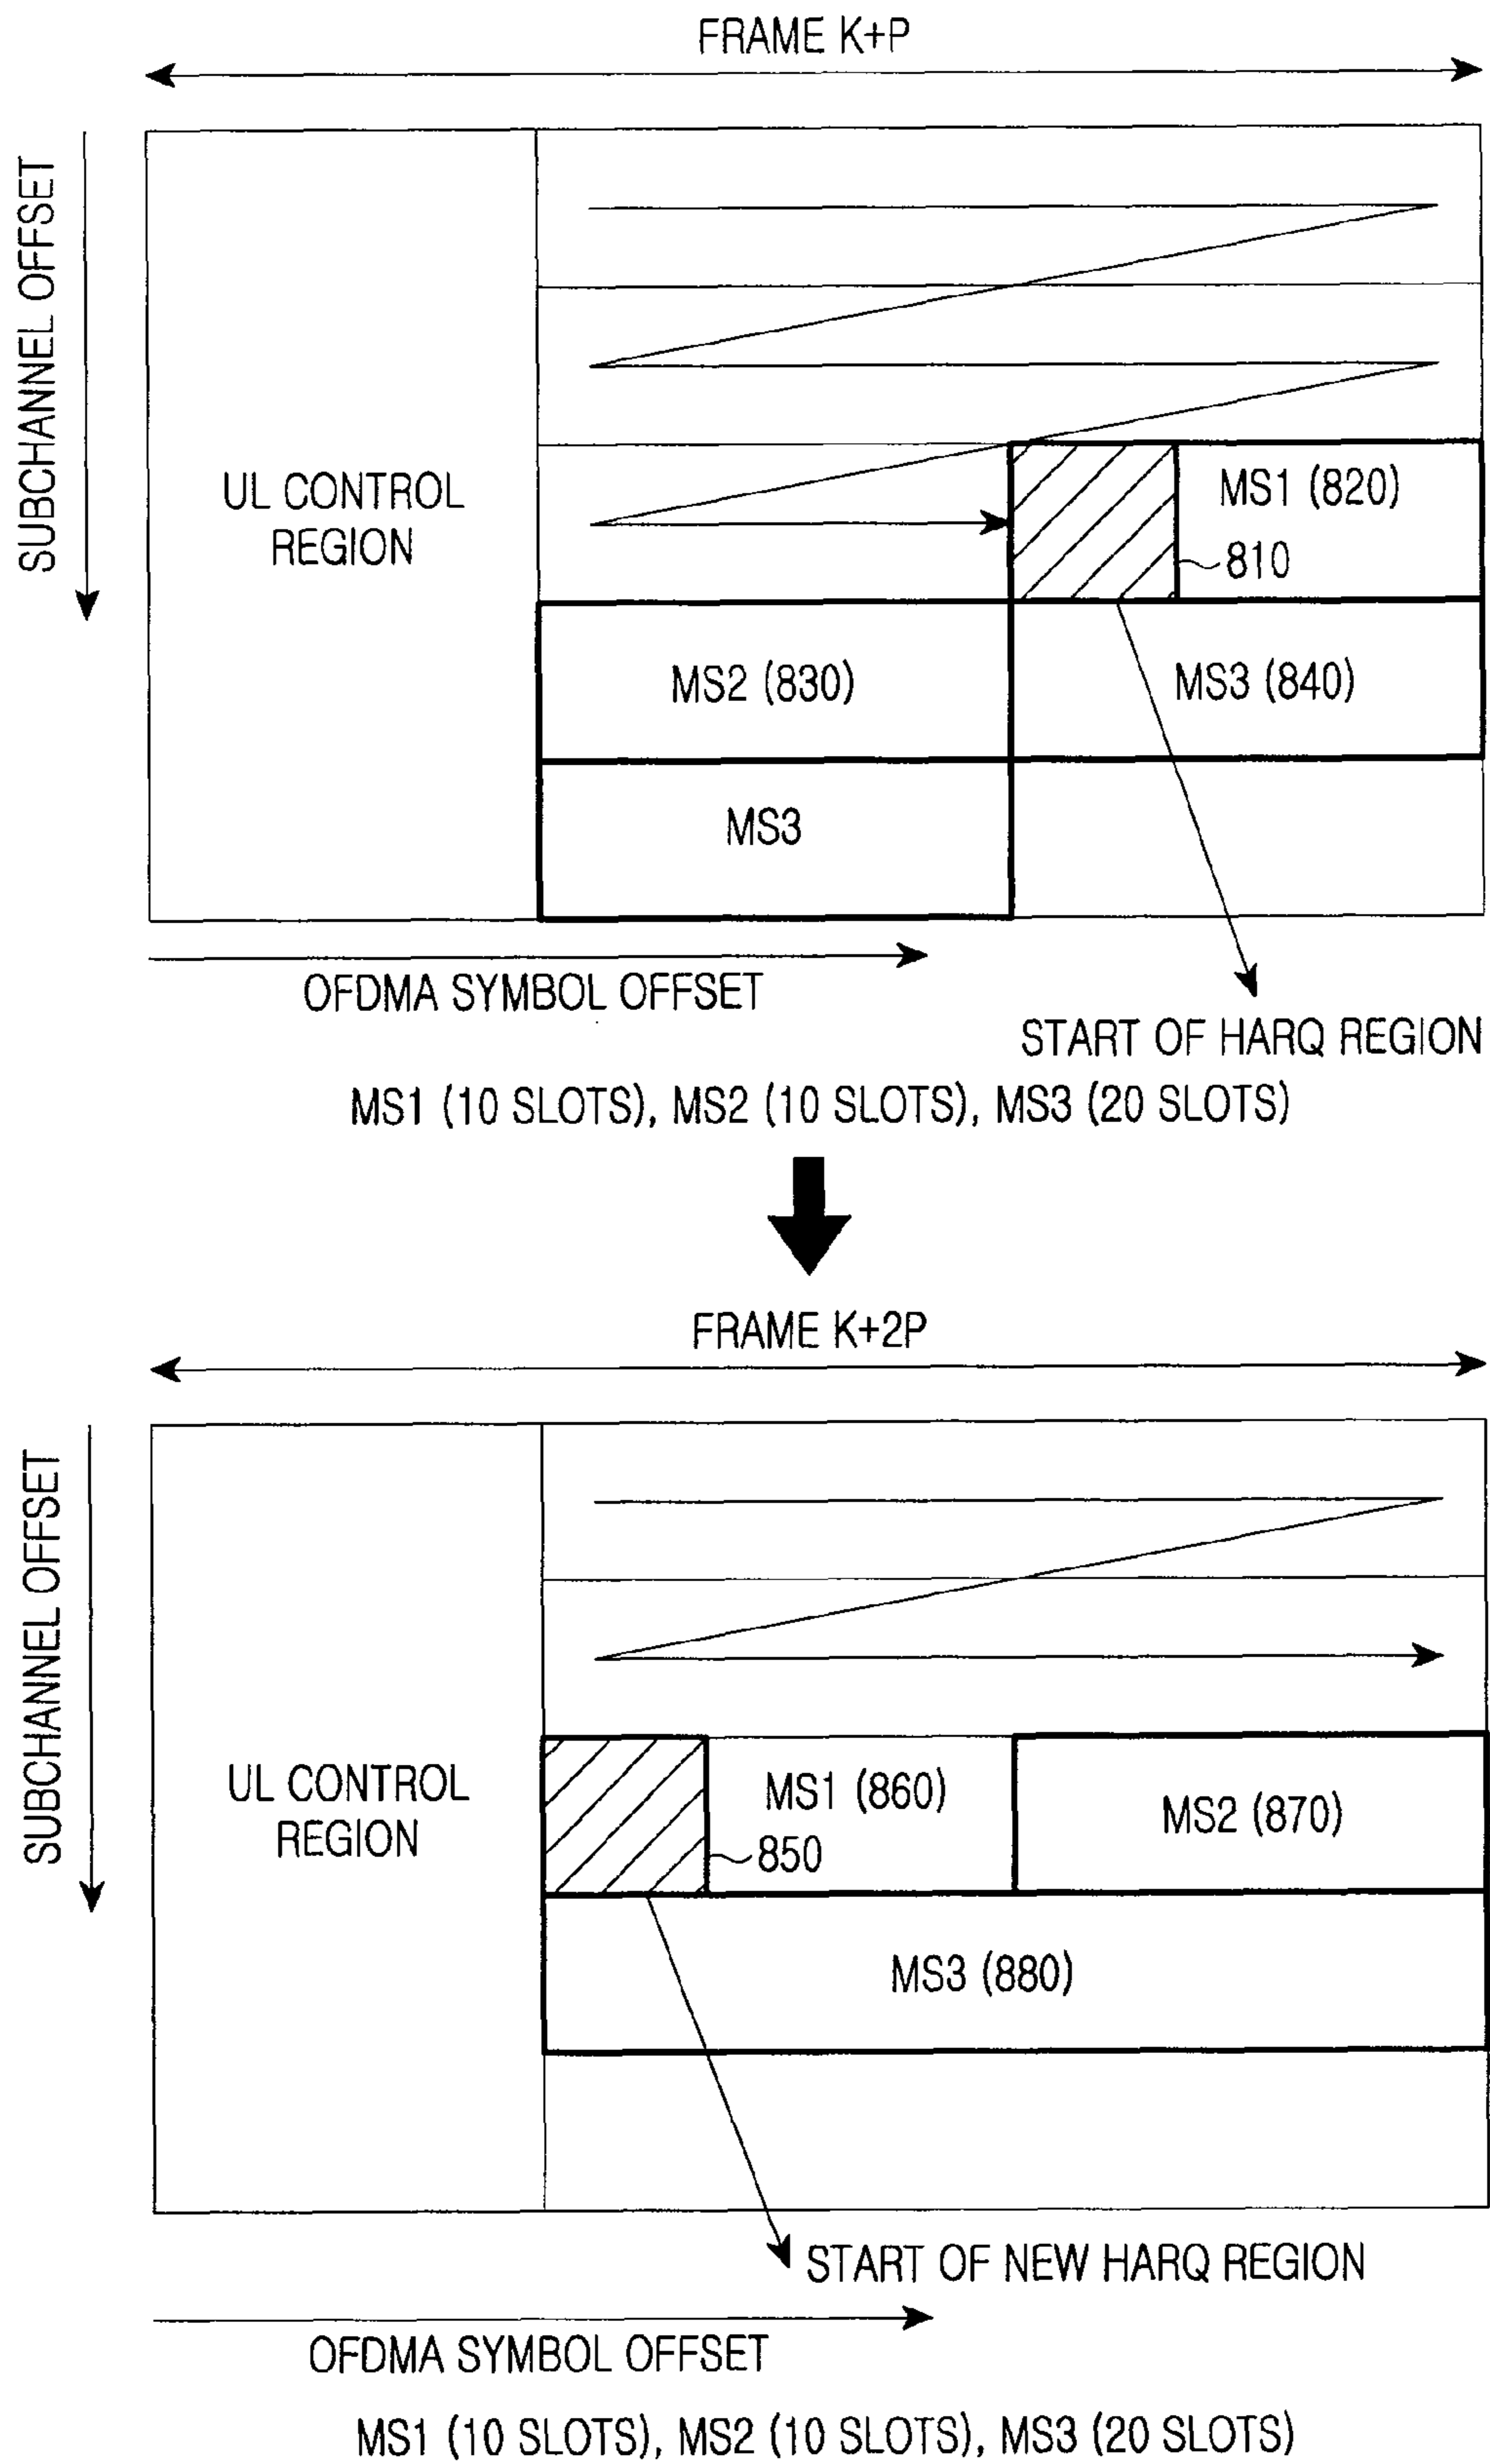 FRAME K+P
SUBCHANNEL OFFSET
UL CONTROL
REGION
MS1 (820)
810
MS2 (830)
MS3 (840)
MS3
OFDMA SYMBOL OFFSET
START OF HARQ REGION
MS1 (10 SLOTS), MS2 (10 SLOTS), MS3 (20 SLOTS)
FRAME K+2P
SUBCHANNEL OFFSET
UL CONTROL
REGION
MS1 (860)
850
MS2 (870)
MS3 (880)
START OF NEW HARQ REGION
OFDMA SYMBOL OFFSET
MS1 (10 SLOTS), MS2 (10 SLOTS), MS3 (20 SLOTS)